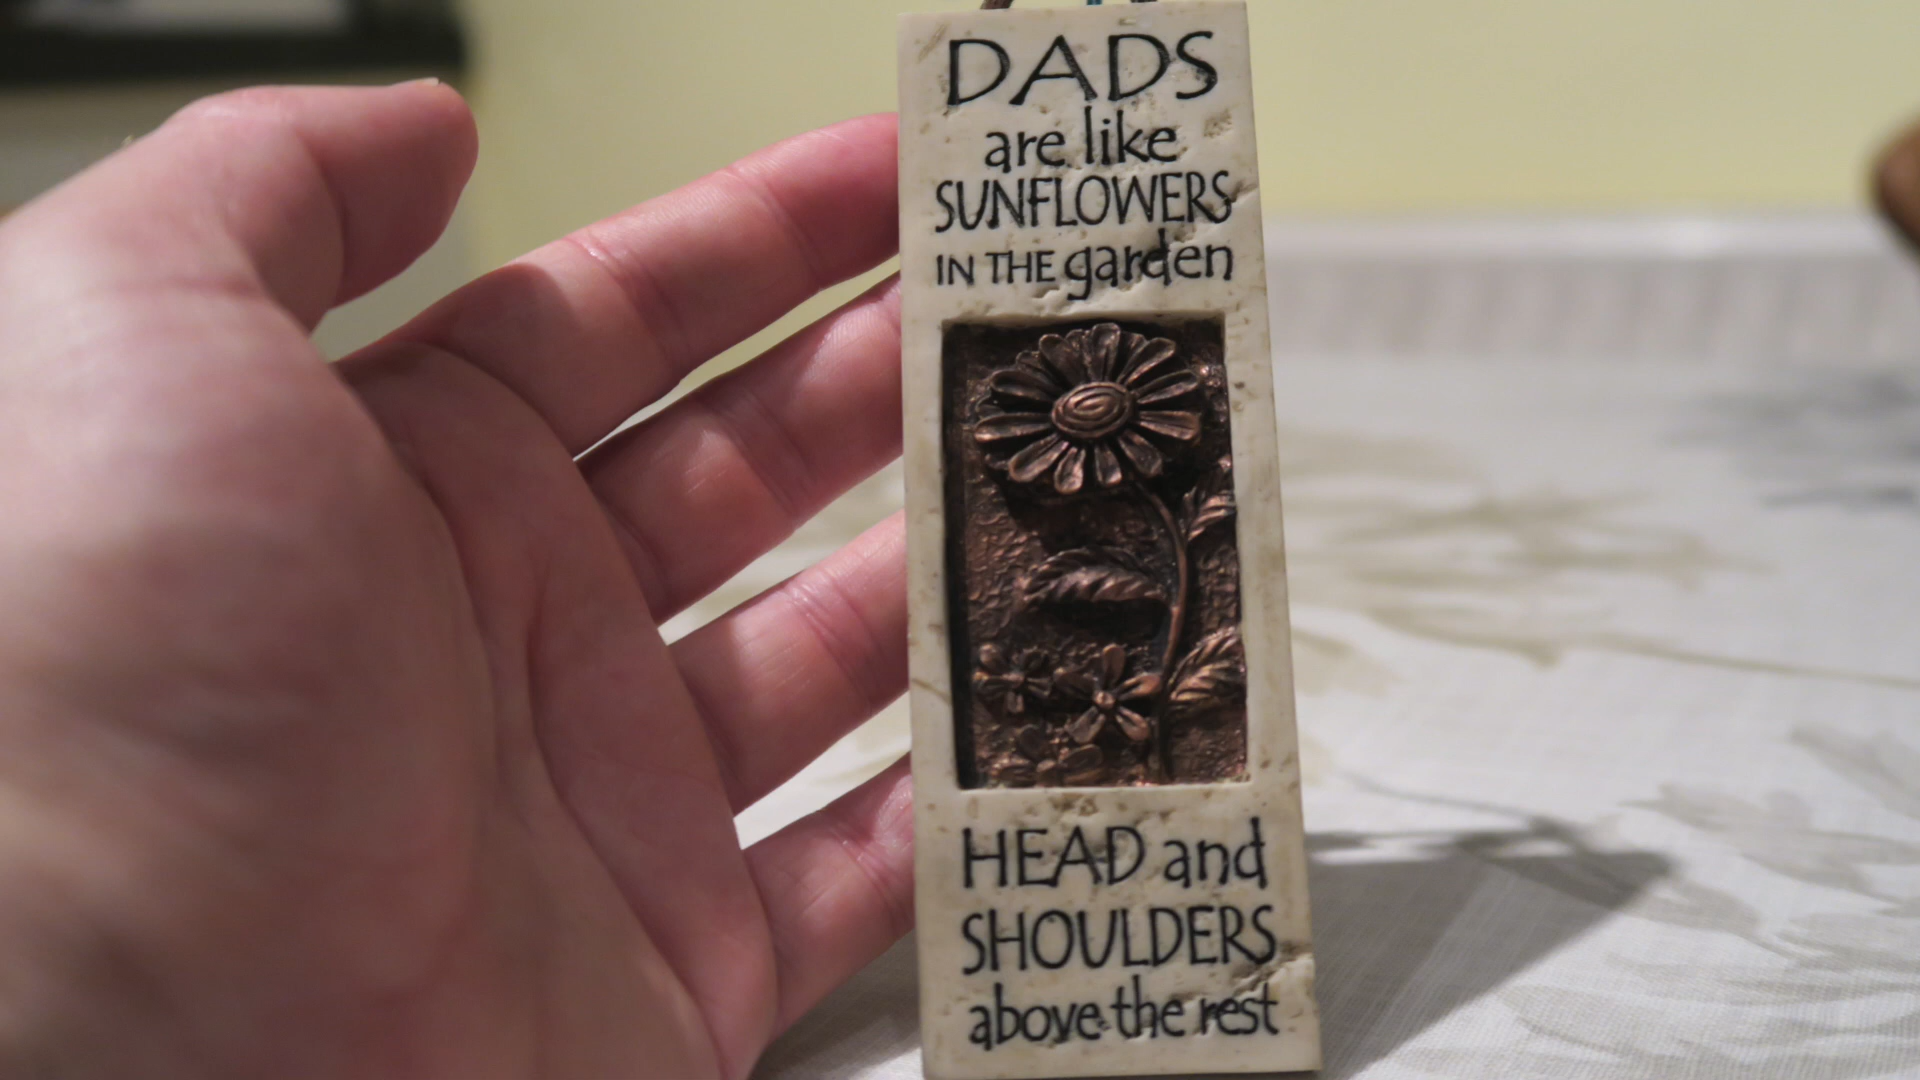 DADS
are like
SUNFLOWERS
IN THE garden
HEAD and
SHOULDERS
above the rest